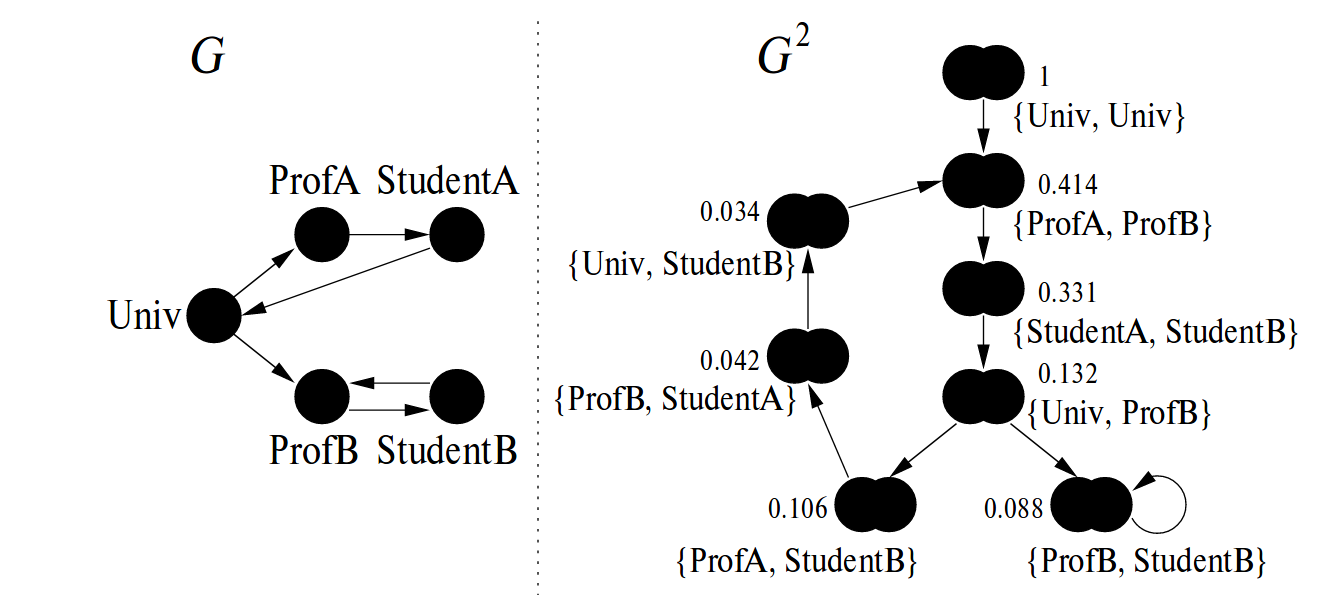 G
ProfA StudentA
Univ
ProfB StudentB
G²
1
{Univ, Univ}
0.414
{ProfA, ProfB}
0.034
{Univ, StudentB}
0.331
{StudentA, StudentB}
0.042
{ProfB, StudentA}
0.132
{Univ, ProfB}
0.106
{ProfA, StudentB}
0.088
{ProfB, StudentB}